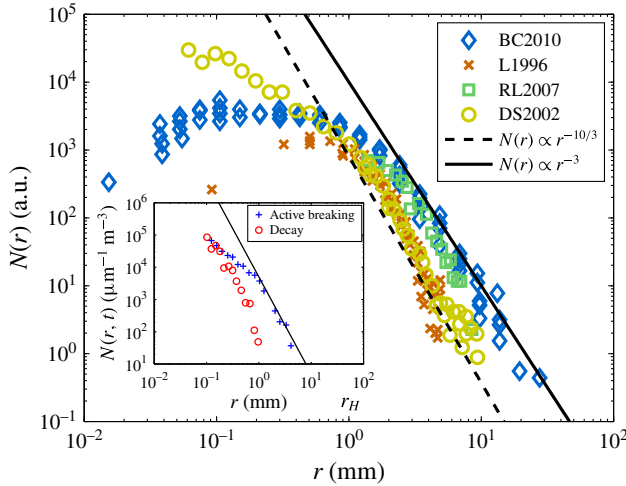 10^5
10^4
10^3
10^2
10^1
10^0
10^−1
N(r) (a.u.)
BC2010
L1996
RL2007
DS2002
N(r) ∝ r^−10/3
N(r) ∝ r^−3
10^6
10^5
10^4
10^3
10^2
10^1
N(r, t) (μm^−1 m^−3)
Active breaking
Decay
10^−2 10^−1 10^0 10^2
r (mm) r_H
10^−2 10^−1 10^0 10^1 10^2
r (mm)